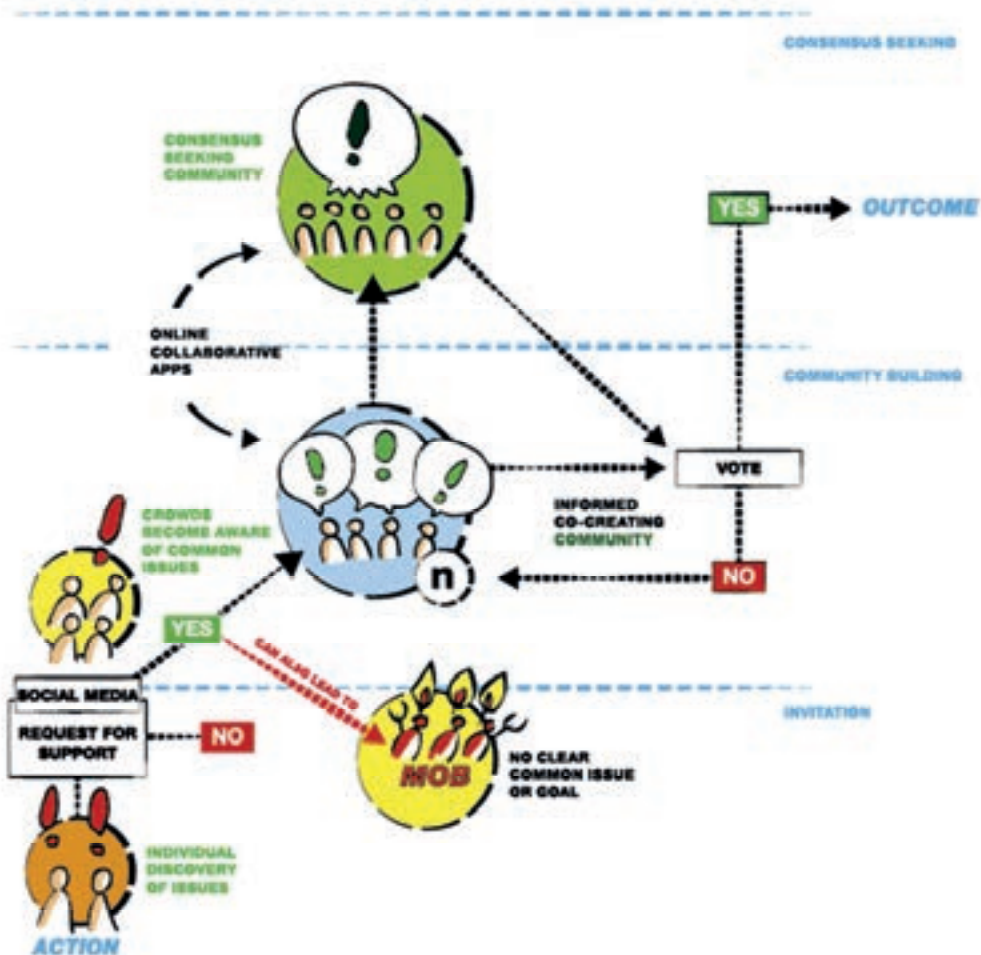 CONSENSUS SEEKING
CONSENSUS
SEEKING
COMMUNITY
YES
OUTCOME
ONLINE
COLLABORATIVE
APPS
COMMUNITY BUILDING
VOTE
INFORMED
CO-CREATING
COMMUNITY
CROWDS
BECOME AWARE
OF COMMON
ISSUES
n
NO
YES
CAN ALSO LEAD TO
SOCIAL MEDIA
INVITATION
REQUEST FOR
SUPPORT
NO
MOB
NO CLEAR
COMMON ISSUE
OR GOAL
INDIVIDUAL
DISCOVERY
OF ISSUES
ACTION